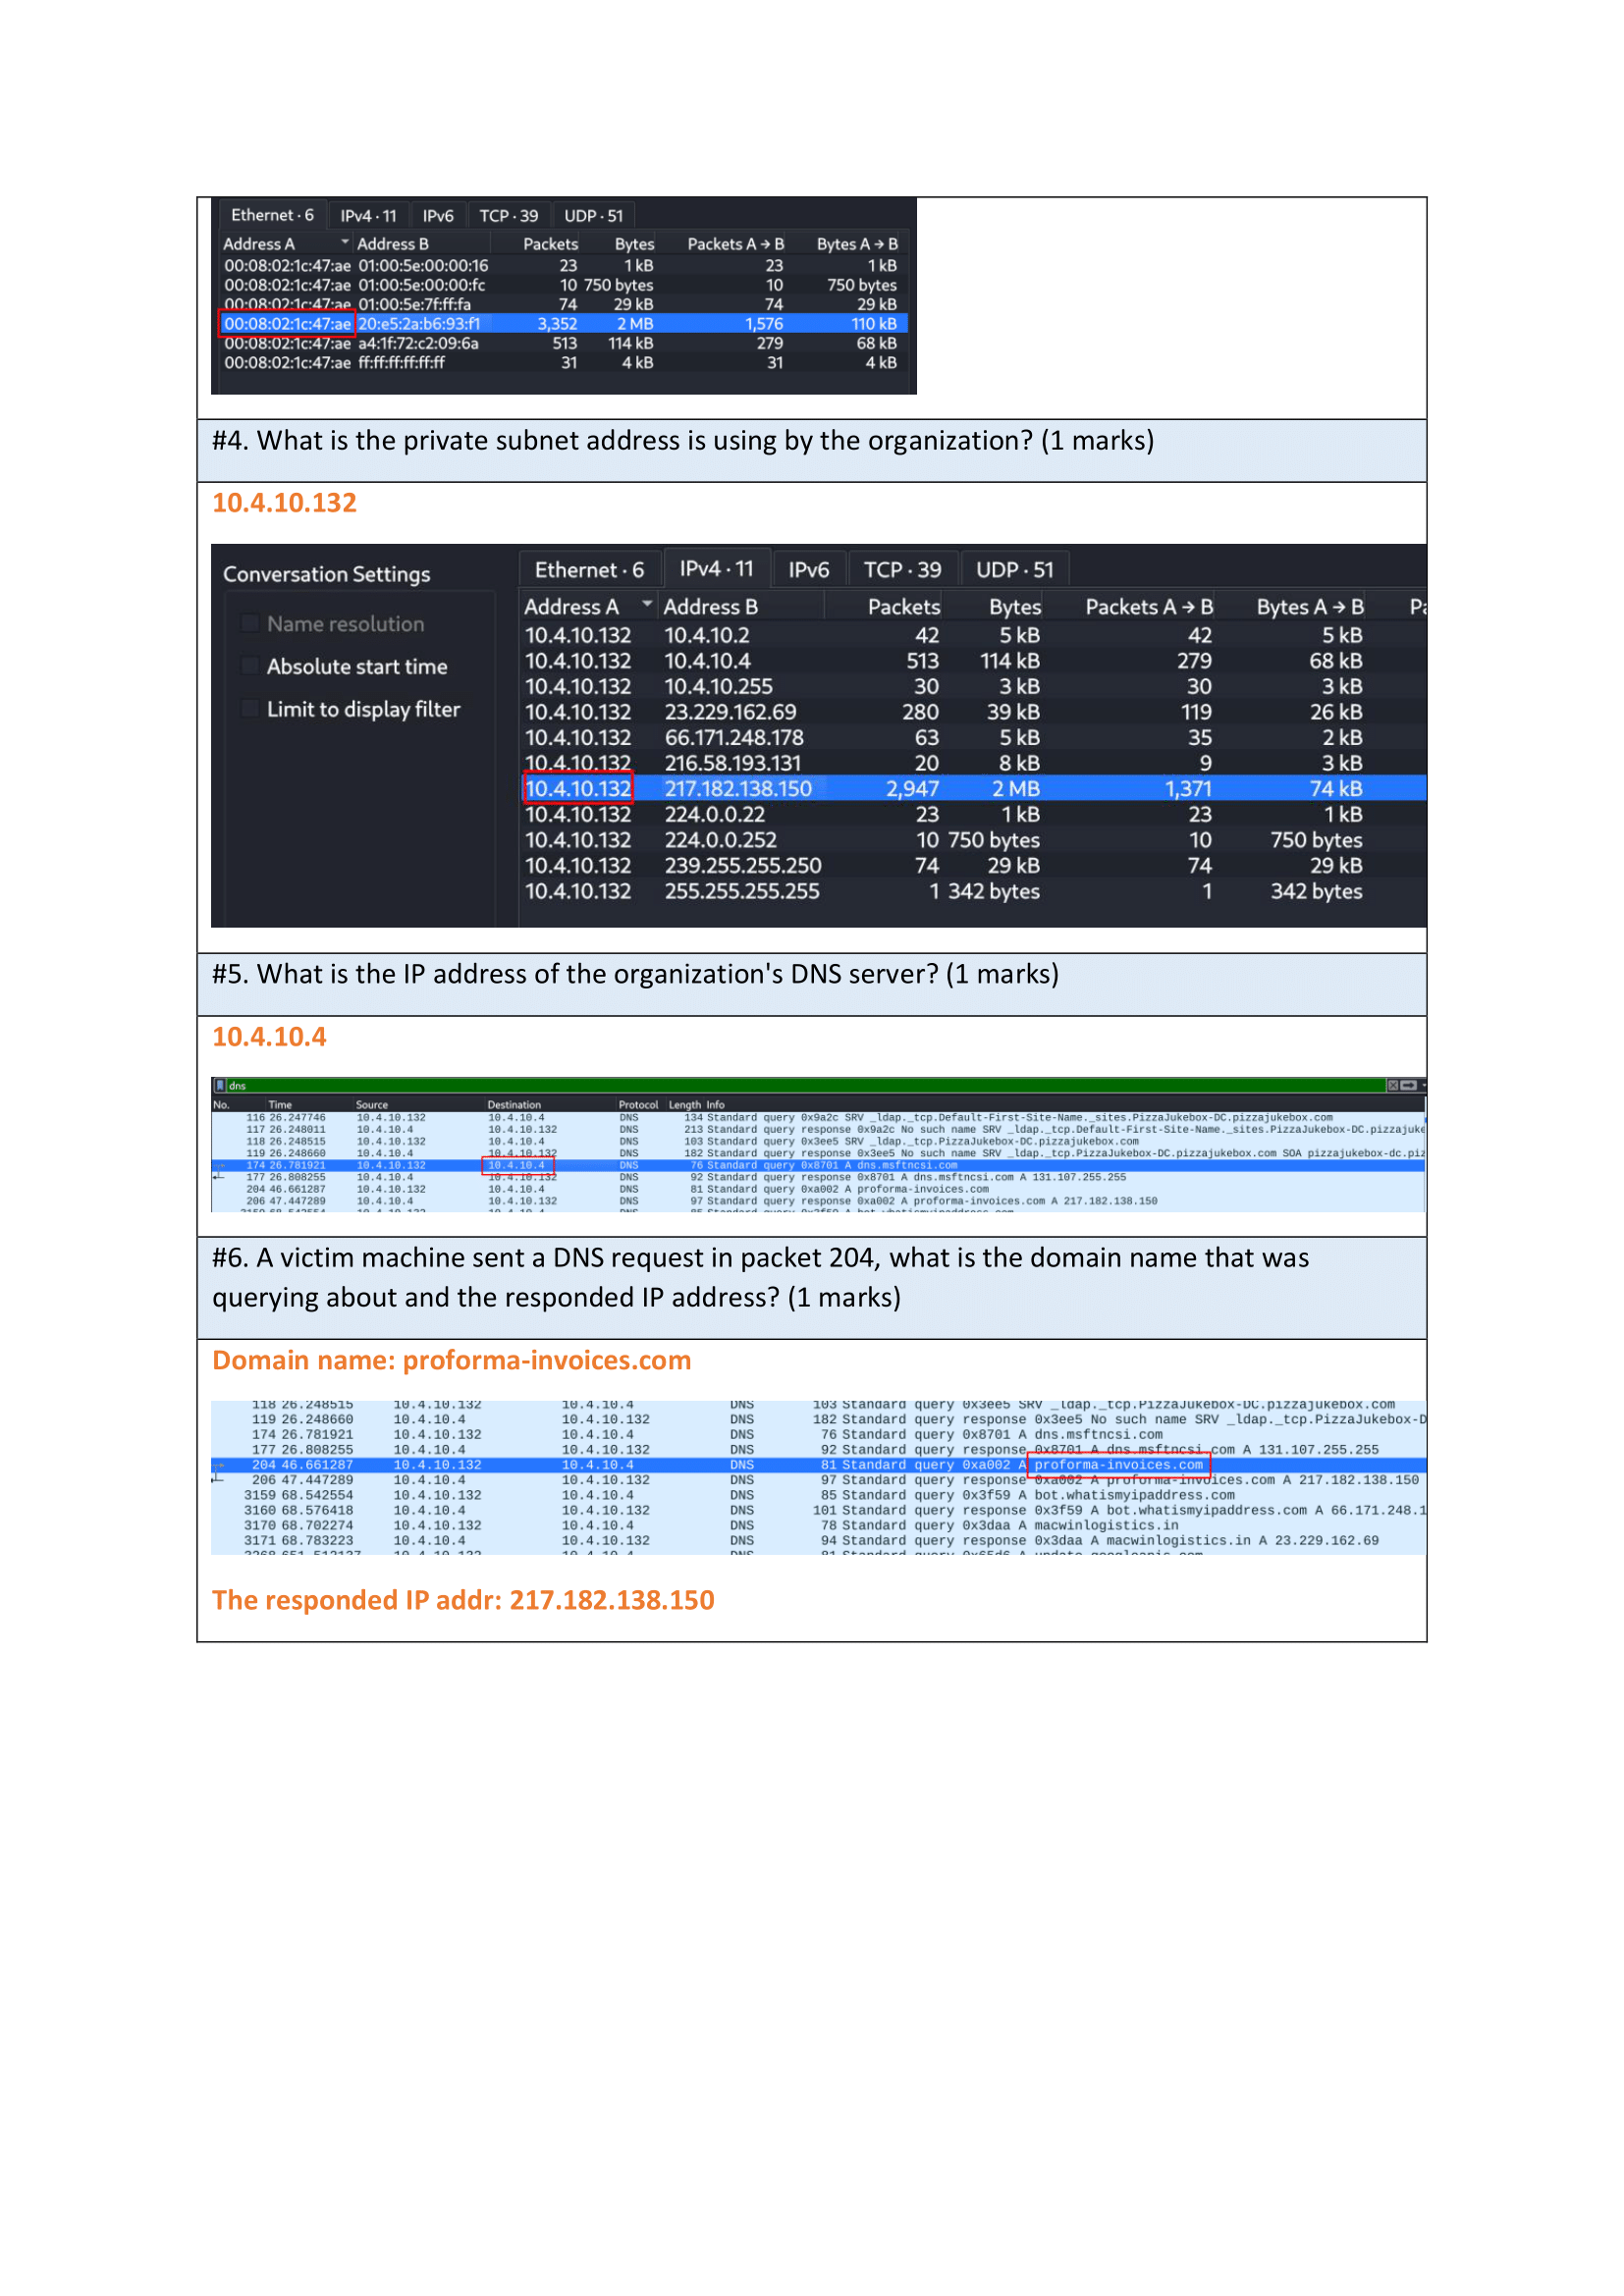 Ethernet · 6 IPv4 · 11 IPv6 TCP · 39 UDP · 51
Address A Address B Packets Bytes Packets A → B Bytes A → B
00:08:02:1c:47:ae 01:00:5e:00:00:16 23 1 kB 23 1 kB
00:08:02:1c:47:ae 01:00:5e:00:00:fc 10 750 bytes 10 750 bytes
00:08:02:1c:47:ae 01:00:5e:7f:ff:fa 74 29 kB 74 29 kB
00:08:02:1c:47:ae 20:e5:2a:b6:93:f1 3,352 2 MB 1,576 110 kB
00:08:02:1c:47:ae a4:1f:72:c2:09:6a 513 114 kB 279 68 kB
00:08:02:1c:47:ae ff:ff:ff:ff:ff:ff 31 4 kB 31 4 kB
#4. What is the private subnet address is using by the organization? (1 marks)
10.4.10.132
Conversation Settings
Name resolution
Absolute start time
Limit to display filter
Ethernet · 6 IPv4 · 11 IPv6 TCP · 39 UDP · 51
Address A Address B Packets Bytes Packets A → B Bytes A → B Pa
10.4.10.132 10.4.10.2 42 5 kB 42 5 kB
10.4.10.132 10.4.10.4 513 114 kB 279 68 kB
10.4.10.132 10.4.10.255 30 3 kB 30 3 kB
10.4.10.132 23.229.162.69 280 39 kB 119 26 kB
10.4.10.132 66.171.248.178 63 5 kB 35 2 kB
10.4.10.132 216.58.193.131 20 8 kB 9 3 kB
10.4.10.132 217.182.138.150 2,947 2 MB 1,371 74 kB
10.4.10.132 224.0.0.22 23 1 kB 23 1 kB
10.4.10.132 224.0.0.252 10 750 bytes 10 750 bytes
10.4.10.132 239.255.255.250 74 29 kB 74 29 kB
10.4.10.132 255.255.255.255 1 342 bytes 1 342 bytes
#5. What is the IP address of the organization's DNS server? (1 marks)
10.4.10.4
dns
No. Time Source Destination Protocol Length Info
116 26.247746 10.4.10.132 10.4.10.4 DNS 134 Standard query 0x9a2c SRV _ldap._tcp.Default-First-Site-Name._sites.PizzaJukebox-DC.pizzajukebox.com
117 26.248011 10.4.10.4 10.4.10.132 DNS 213 Standard query response 0x9a2c No such name SRV _ldap._tcp.Default-First-Site-Name._sites.PizzaJukebox-DC.pizzajuke
118 26.248515 10.4.10.132 10.4.10.4 DNS 103 Standard query 0x3ee5 SRV _ldap._tcp.PizzaJukebox-DC.pizzajukebox.com
119 26.248660 10.4.10.4 10.4.10.132 DNS 182 Standard query response 0x3ee5 No such name SRV _ldap._tcp.PizzaJukebox-DC.pizzajukebox.com SOA pizzajukebox-dc.piz
174 26.781921 10.4.10.132 10.4.10.4 DNS 76 Standard query 0x8701 A dns.msftncsi.com
177 26.808255 10.4.10.4 10.4.10.132 DNS 92 Standard query response 0x8701 A dns.msftncsi.com A 131.107.255.255
204 46.661287 10.4.10.132 10.4.10.4 DNS 81 Standard query 0xa002 A proforma-invoices.com
206 47.447289 10.4.10.4 10.4.10.132 DNS 97 Standard query response 0xa002 A proforma-invoices.com A 217.182.138.150
#6. A victim machine sent a DNS request in packet 204, what is the domain name that was
querying about and the responded IP address? (1 marks)
Domain name: proforma-invoices.com
118 26.248515 10.4.10.132 10.4.10.4 DNS 103 Standard query 0x3ee5 SRV _ldap._tcp.PizzaJukebox-DC.pizzajukebox.com
119 26.248660 10.4.10.4 10.4.10.132 DNS 182 Standard query response 0x3ee5 No such name SRV _ldap._tcp.PizzaJukebox-D
174 26.781921 10.4.10.132 10.4.10.4 DNS 76 Standard query 0x8701 A dns.msftncsi.com
177 26.808255 10.4.10.4 10.4.10.132 DNS 92 Standard query response 0x8701 A dns.msftncsi.com A 131.107.255.255
204 46.661287 10.4.10.132 10.4.10.4 DNS 81 Standard query 0xa002 A proforma-invoices.com
206 47.447289 10.4.10.4 10.4.10.132 DNS 97 Standard query response 0xa002 A proforma-invoices.com A 217.182.138.150
3159 68.542554 10.4.10.132 10.4.10.4 DNS 85 Standard query 0x3f59 A bot.whatismyipaddress.com
3160 68.576418 10.4.10.4 10.4.10.132 DNS 101 Standard query response 0x3f59 A bot.whatismyipaddress.com A 66.171.248.1
3170 68.702274 10.4.10.132 10.4.10.4 DNS 78 Standard query 0x3daa A macwinlogistics.in
3171 68.783223 10.4.10.4 10.4.10.132 DNS 94 Standard query response 0x3daa A macwinlogistics.in A 23.229.162.69
The responded IP addr: 217.182.138.150